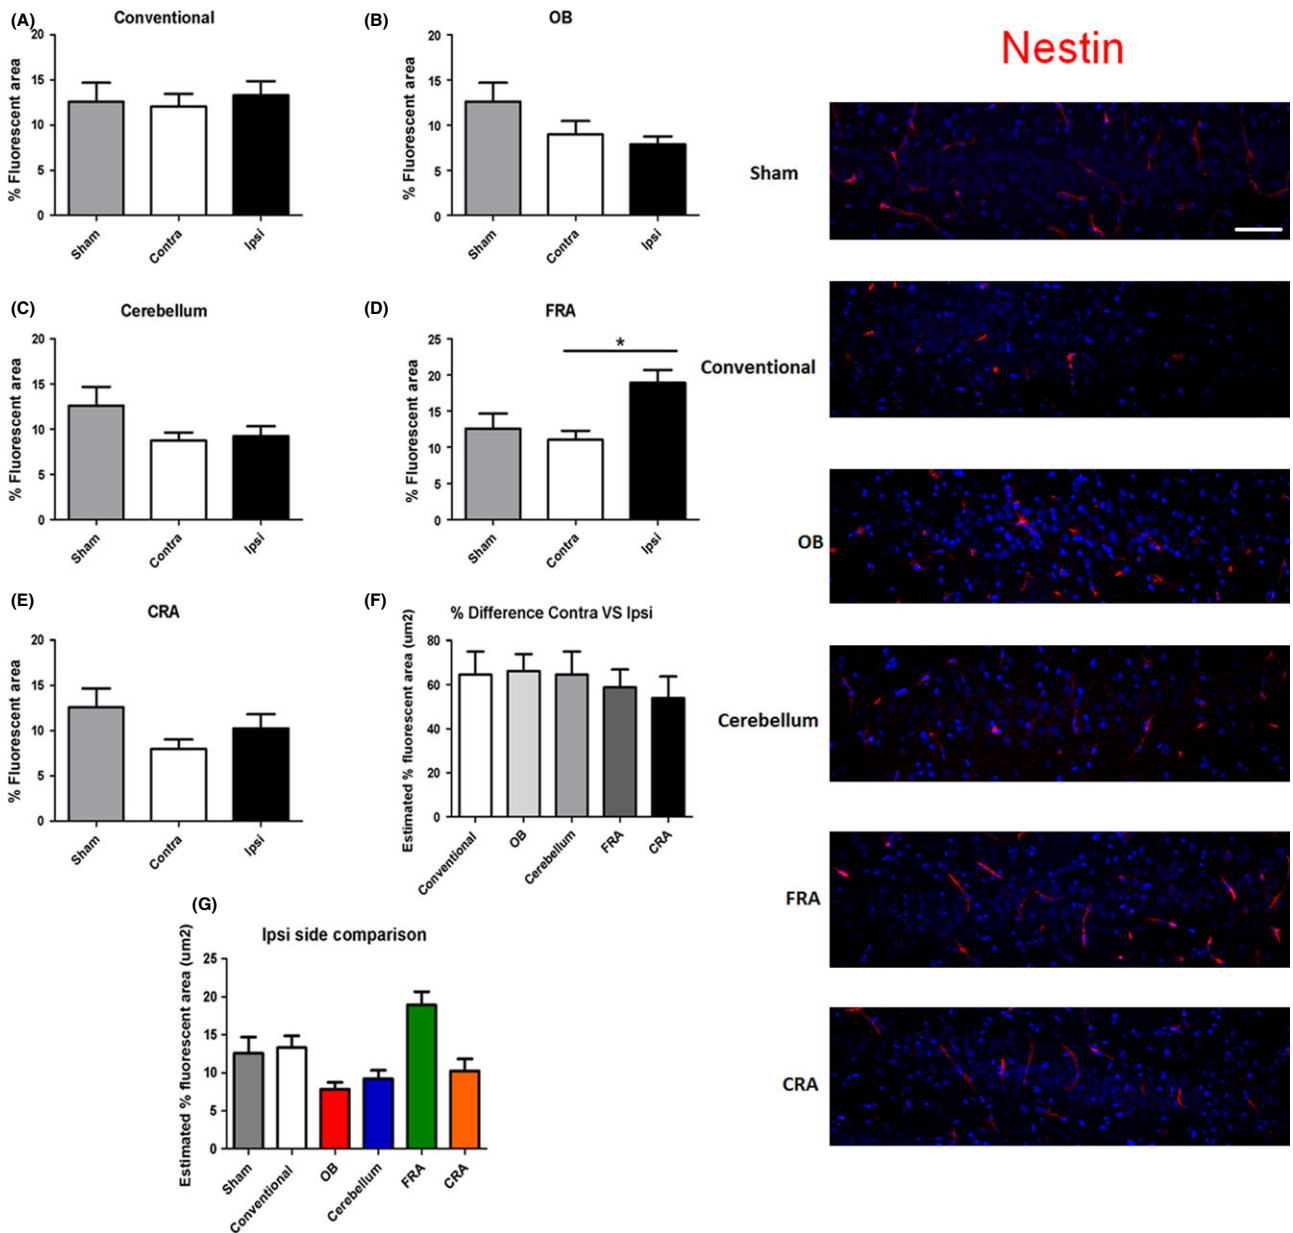 (A)
Conventional
% Fluorescent area
20
15
10
5
0
Sham
Contra
Ipsi
(B)
OB
% Fluorescent area
20
15
10
5
0
Sham
Contra
Ipsi
(C)
Cerebellum
% Fluorescent area
20
15
10
5
0
Sham
Contra
Ipsi
(D)
FRA
% Fluorescent area
25
20
15
10
5
0
*
Sham
Contra
Ipsi
(E)
CRA
% Fluorescent area
20
15
10
5
0
Sham
Contra
Ipsi
(F)
% Difference Contra VS Ipsi
Estimated % fluorescent area (um2)
80
60
40
20
0
Conventional
OB
Cerebellum
FRA
CRA
(G)
Ipsi side comparison
Estimated % fluorescent area (um2)
25
20
15
10
5
0
Sham
Conventional
OB
Cerebellum
FRA
CRA
Nestin
Sham
Conventional
OB
Cerebellum
FRA
CRA